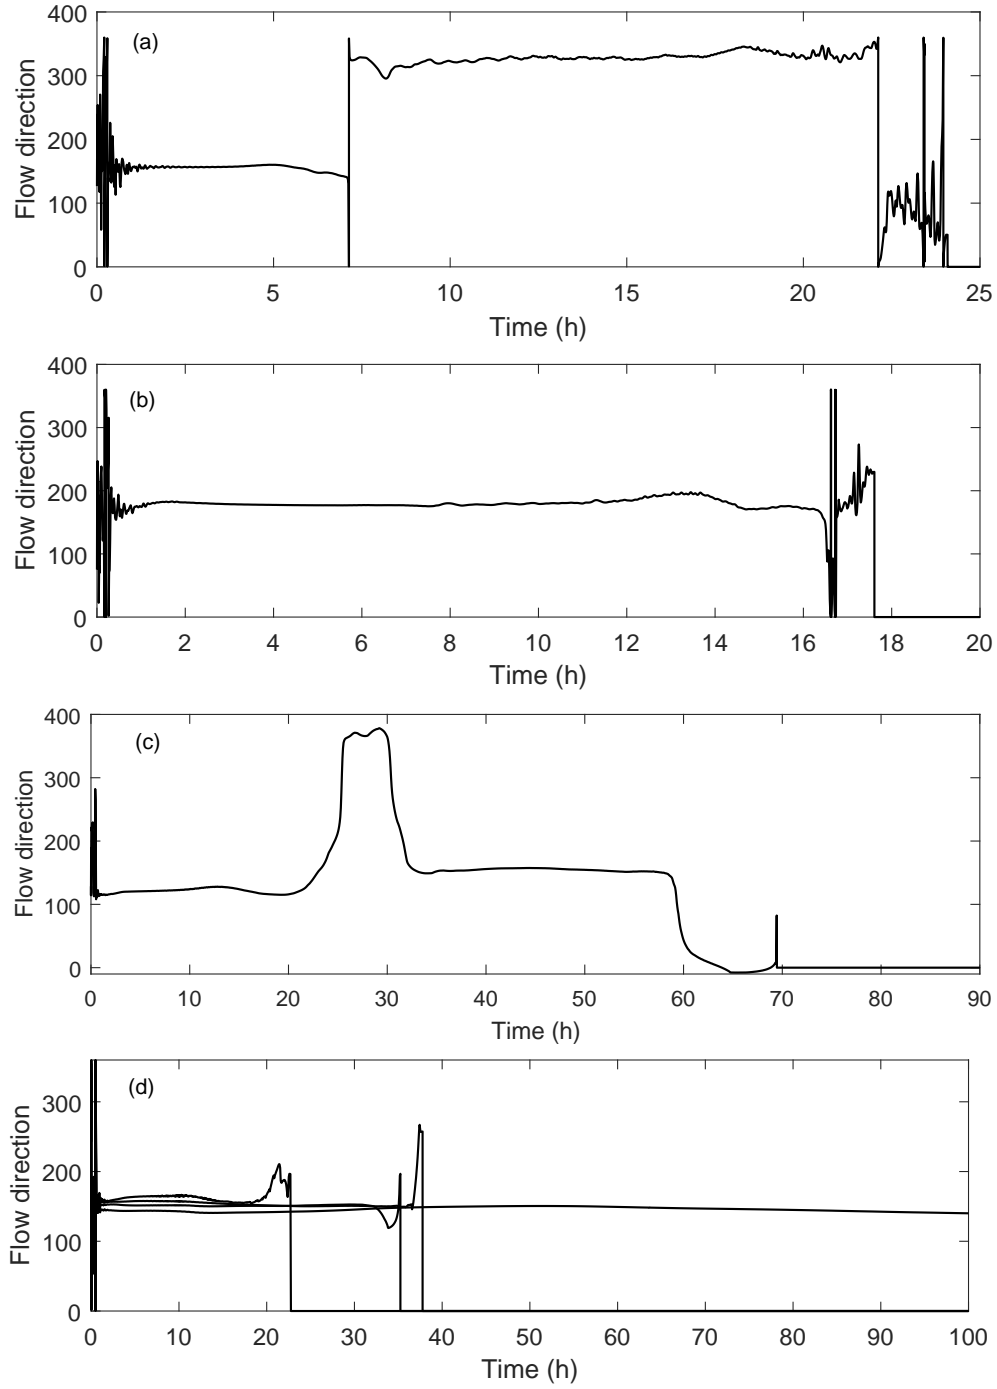 400
(a)
300
200
100
0
Flow direction
0 5 10 15 20 25
Time (h)
400
(b)
300
200
100
0
Flow direction
0 2 4 6 8 10 12 14 16 18 20
Time (h)
400
(c)
300
200
100
0
Flow direction
0 10 20 30 40 50 60 70 80 90
Time (h)
(d)
300
200
100
0
Flow direction
0 10 20 30 40 50 60 70 80 90 100
Time (h)